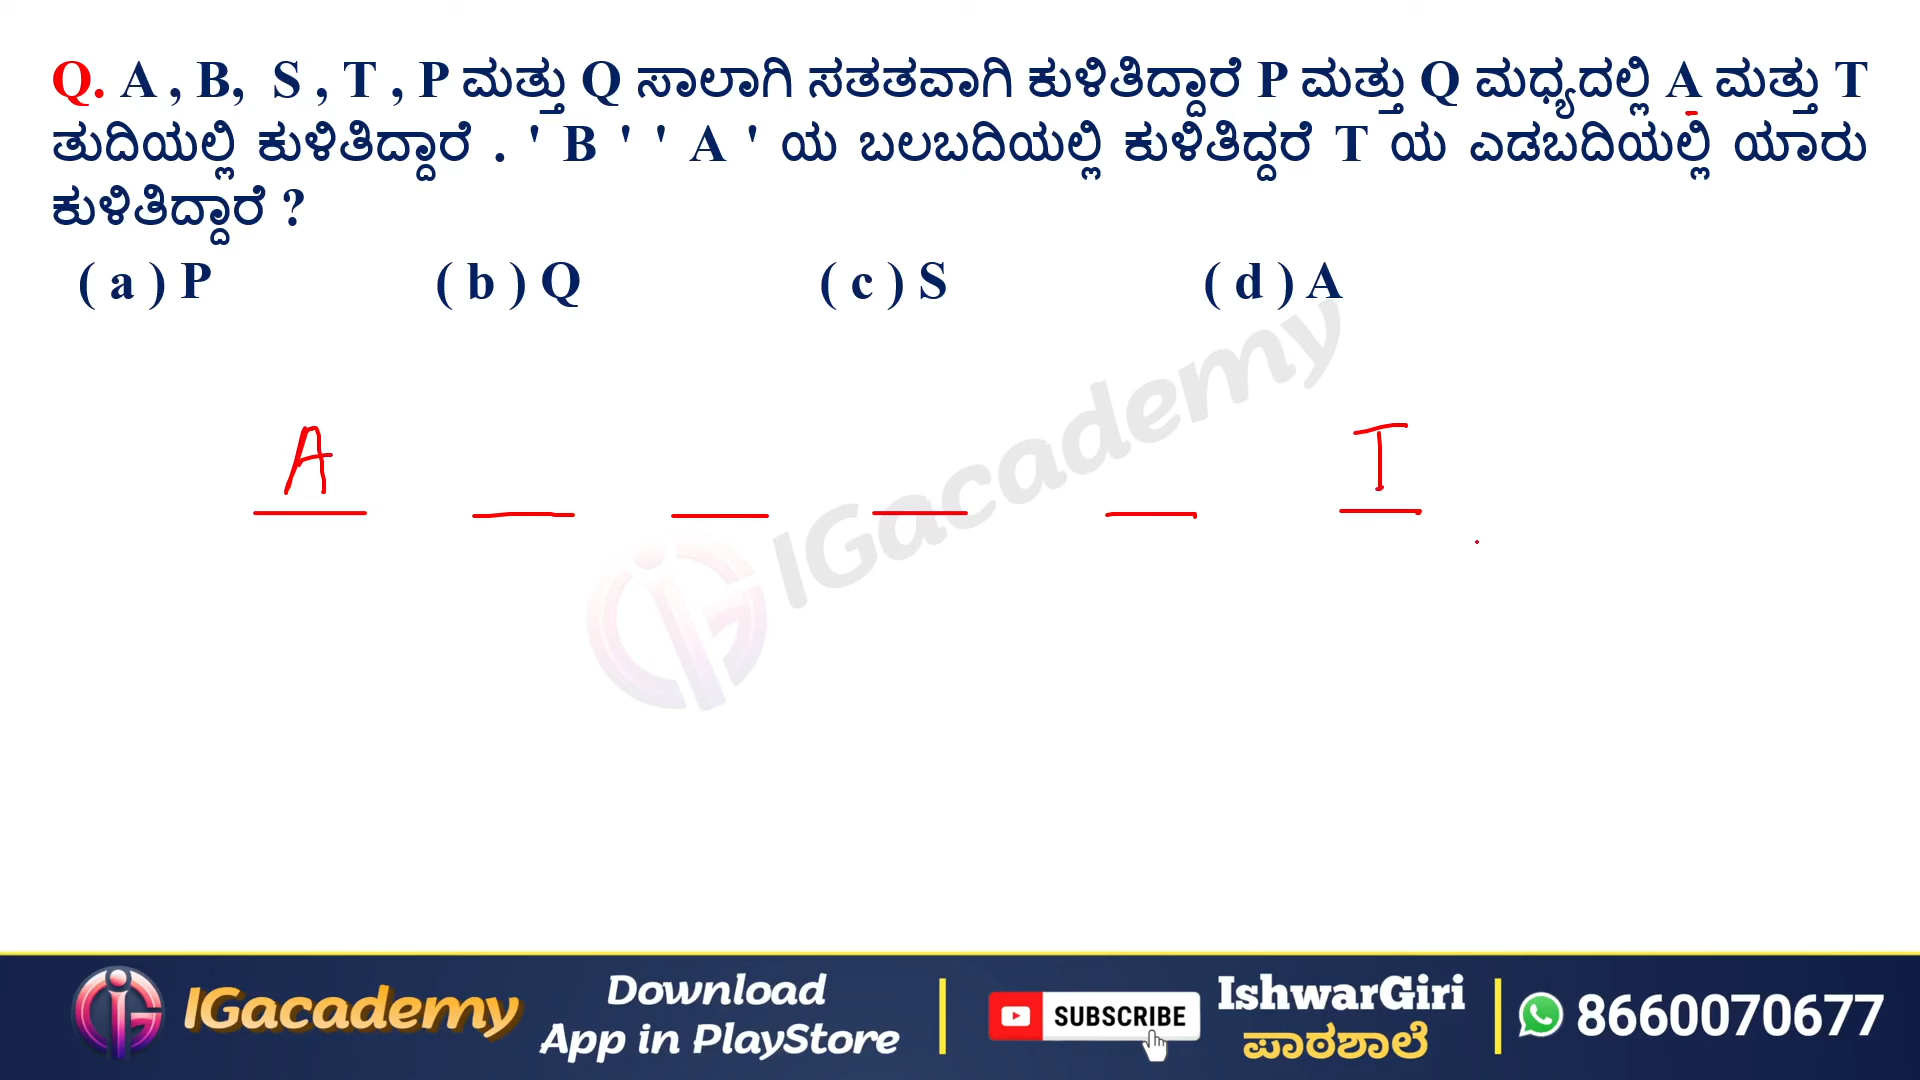 Q. A , B, S , T , P ಮತ್ತು Q ಸಾಲಾಗಿ ಸತತವಾಗಿ ಕುಳಿತಿದ್ದಾರೆ P ಮತ್ತು Q ಮಧ್ಯದಲ್ಲಿ A ಮತ್ತು T
ತುದಿಯಲ್ಲಿ ಕುಳಿತಿದ್ದಾರೆ . ' B ' ' A ' ಯ ಬಲಬದಿಯಲ್ಲಿ ಕುಳಿತಿದ್ದರೆ T ಯ ಎಡಬದಿಯಲ್ಲಿ ಯಾರು
ಕುಳಿತಿದ್ದಾರೆ ?
( a ) P ( b ) Q ( c ) S ( d ) A
A T
IGacademy
IGacademy
Download
App in PlayStore
SUBSCRIBE
IshwarGiri
ಪಾಠಶಾಲೆ
8660070677